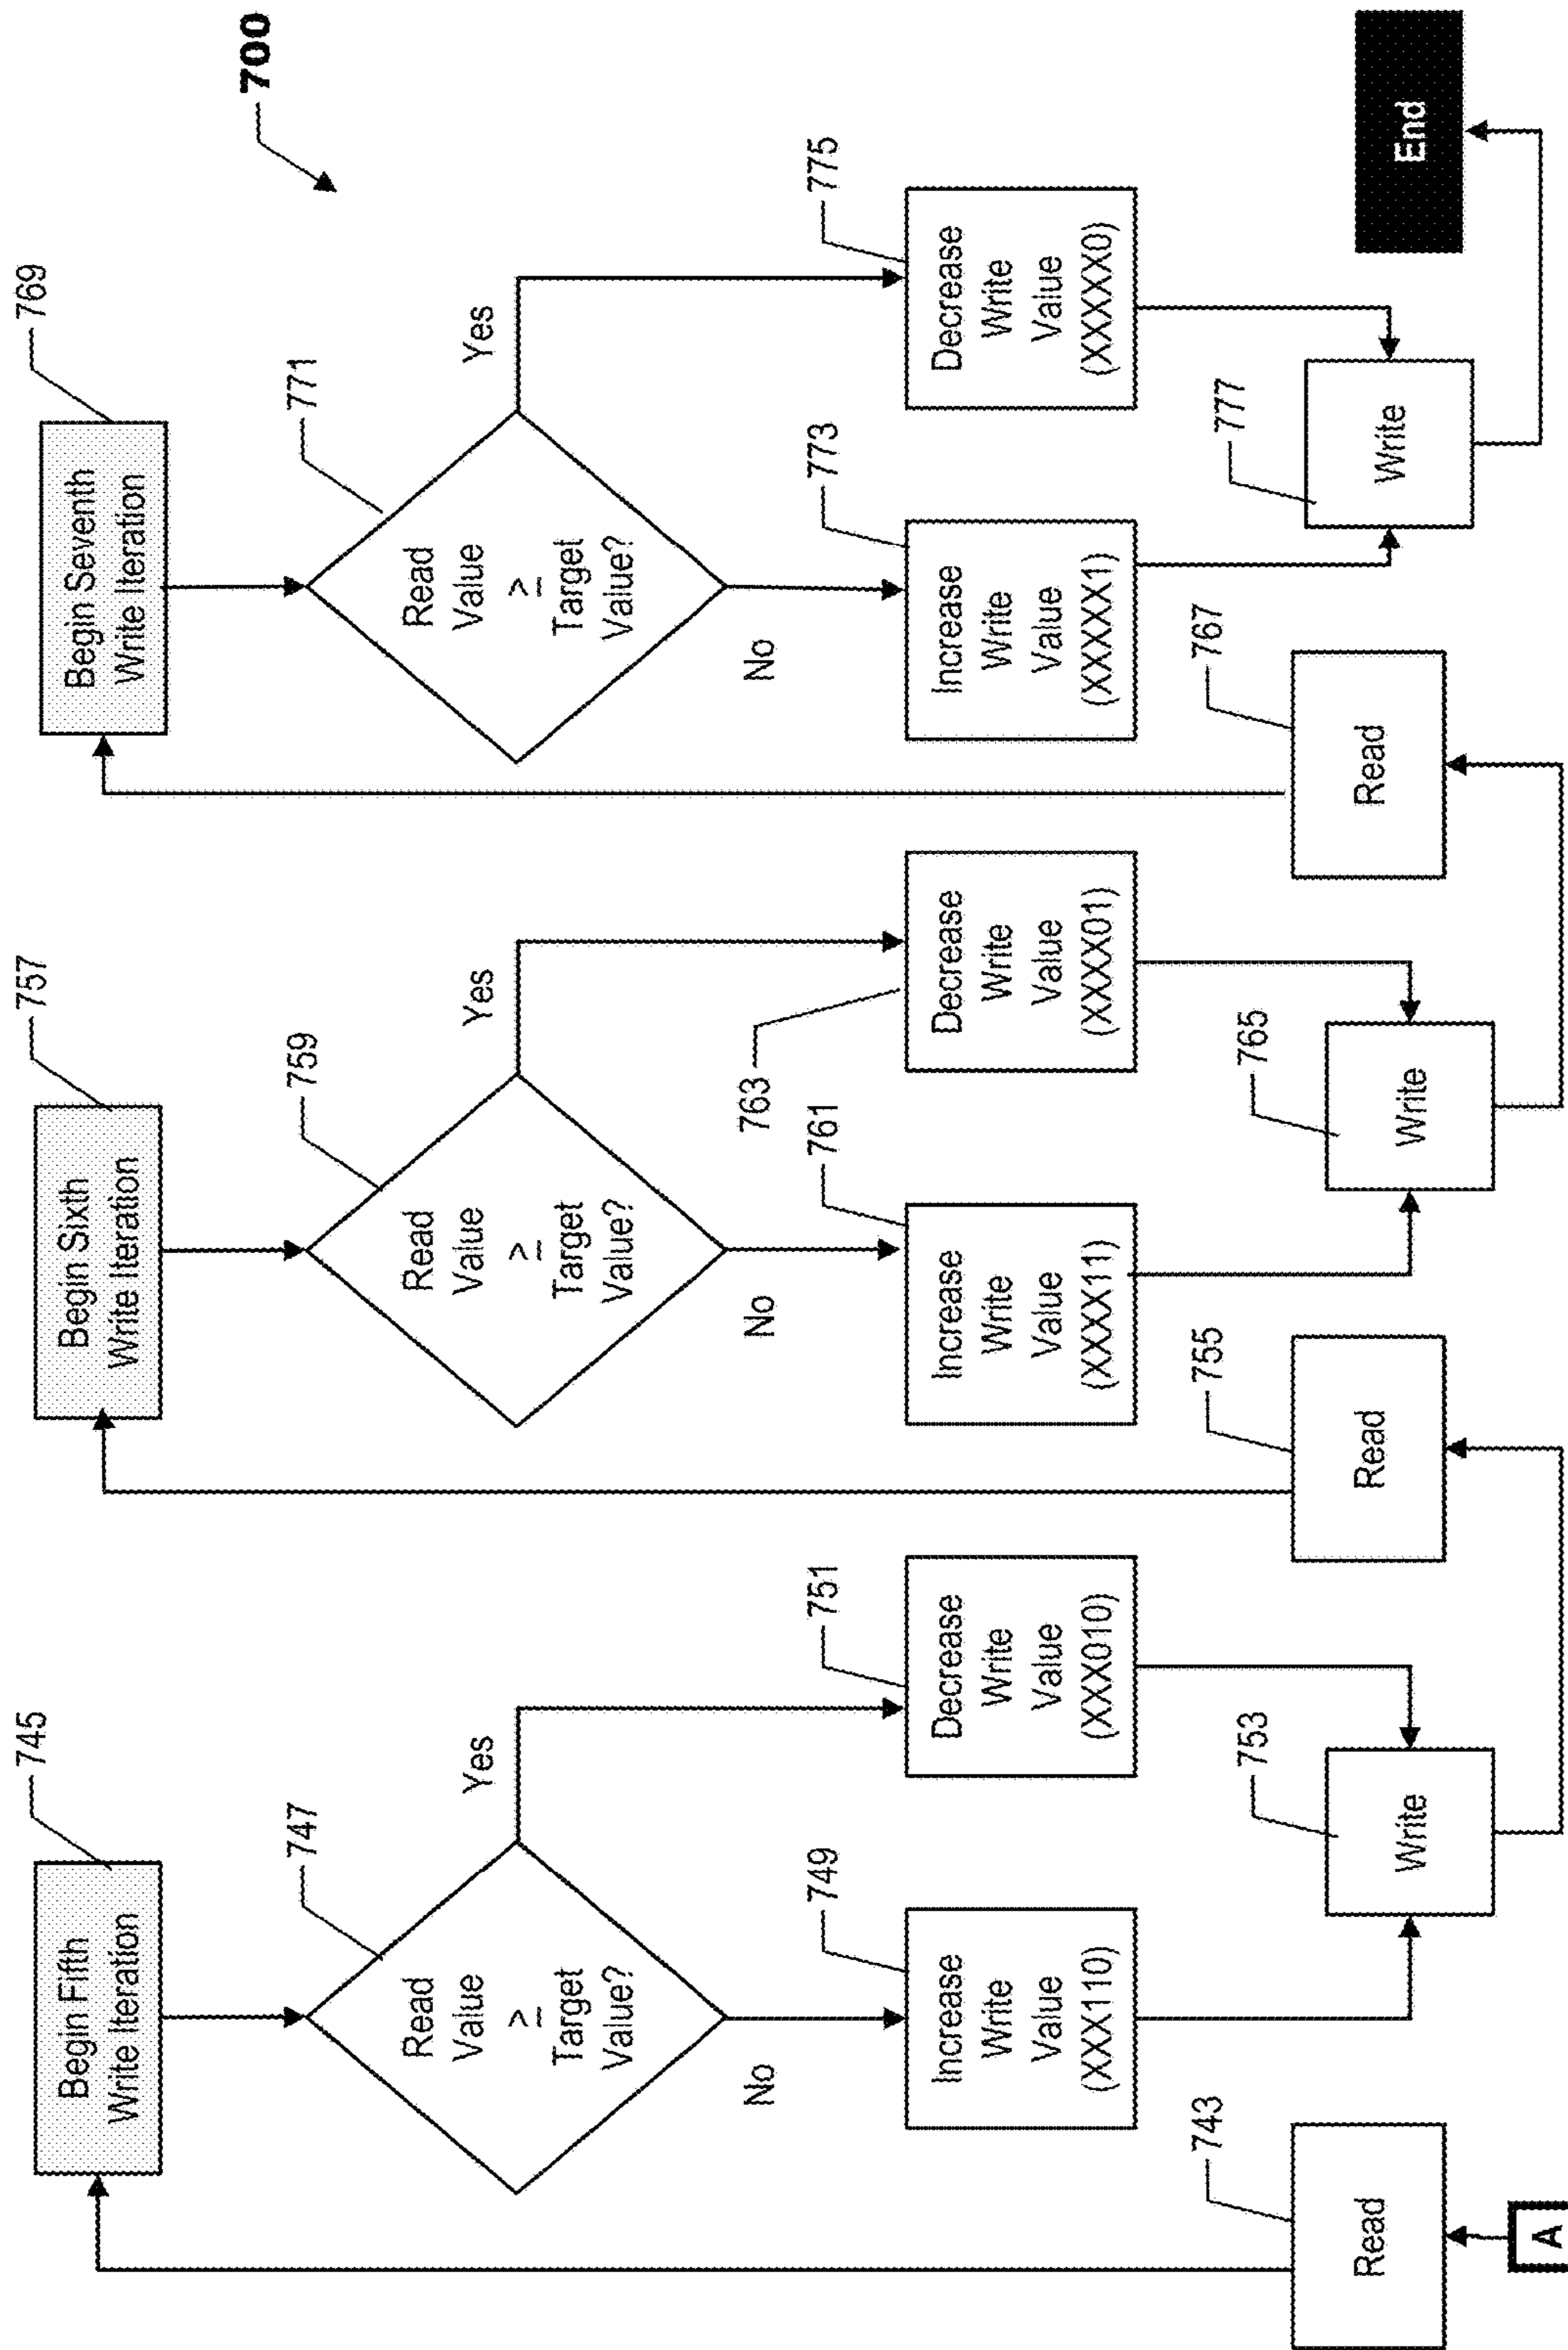 700
745
Begin Fifth
Write Iteration
747
Read
Value
≥
Target
Value?
Yes
No
749
Increase
Write
Value
(XXX110)
751
Decrease
Write
Value
(XXX010)
743
Read
A
753
Write
757
Begin Sixth
Write Iteration
759
Read
Value
≥
Target
Value?
Yes
No
761
Increase
Write
Value
(XXXX11)
763
Decrease
Write
Value
(XXXX01)
755
Read
765
Write
769
Begin Seventh
Write Iteration
771
Read
Value
≥
Target
Value?
Yes
No
773
Increase
Write
Value
(XXXXX1)
775
Decrease
Write
Value
(XXXXX0)
767
Read
777
Write
End